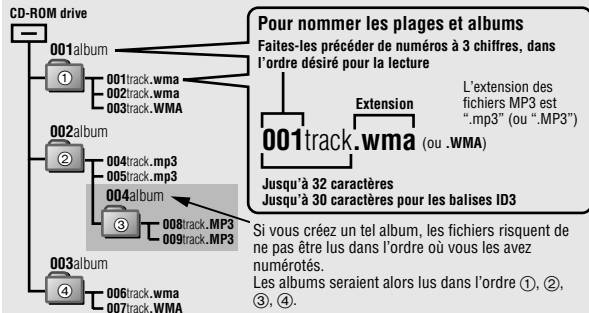 CD-ROM drive
001album
①
001track.wma
002track.wma
003track.WMA
002album
②
004track.mp3
005track.mp3
004album
③
008track.MP3
009track.MP3
003album
④
006track.wma
007track.WMA
Pour nommer les plages et albums
Faites-les précéder de numéros à 3 chiffres, dans
l'ordre désiré pour la lecture
Extension
001track.wma (ou .WMA)
L'extension des
fichiers MP3 est
“.mp3” (ou “.MP3”)
Jusqu'à 32 caractères
Jusqu'à 30 caractères pour les balises ID3
Si vous créez un tel album, les fichiers risquent de
ne pas être lus dans l'ordre où vous les avez
numérotés.
Les albums seraient alors lus dans l'ordre ①, ②,
③, ④.